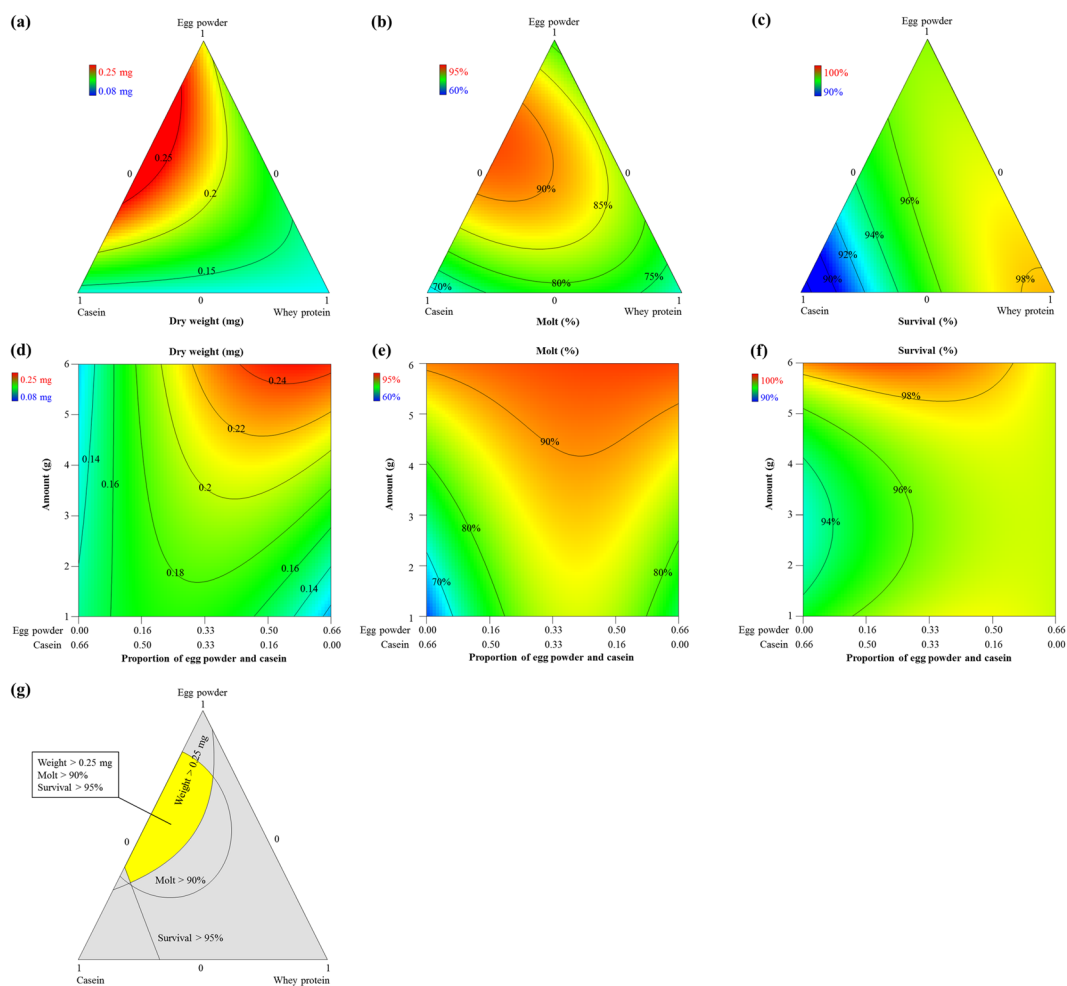 (a)
Egg powder
1
0.25 mg
0.08 mg
0.25
0
0
0.2
0.15
1
0
1
Casein
Whey protein
Dry weight (mg)
(b)
Egg powder
1
95%
60%
0
0
90%
85%
80%
75%
70%
1
0
1
Casein
Whey protein
Molt (%)
(c)
Egg powder
1
100%
90%
0
0
96%
94%
92%
90%
98%
1
0
1
Casein
Whey protein
Survival (%)
(d)
Dry weight (mg)
0.25 mg
0.08 mg
Amount (g)
6
5
4
3
2
1
0.24
0.22
0.2
0.18
0.14
0.16
0.16
0.14
Egg powder 0.00 0.16 0.33 0.50 0.66
Casein 0.66 0.50 0.33 0.16 0.00
Proportion of egg powder and casein
(e)
Molt (%)
95%
60%
Amount (g)
6
5
4
3
2
1
90%
80%
70%
80%
0.00 0.16 0.33 0.50 0.66
0.66 0.50 0.33 0.16 0.00
Proportion of egg powder and casein
(f)
Survival (%)
100%
90%
Amount (g)
6
5
4
3
2
1
98%
96%
94%
0.00 0.16 0.33 0.50 0.66
0.66 0.50 0.33 0.16 0.00
Proportion of egg powder and casein
(g)
Egg powder
1
Weight > 0.25 mg
Molt > 90%
Survival > 95%
Weight > 0.25 mg
0
0
Molt > 90%
Survival > 95%
1
0
1
Casein
Whey protein